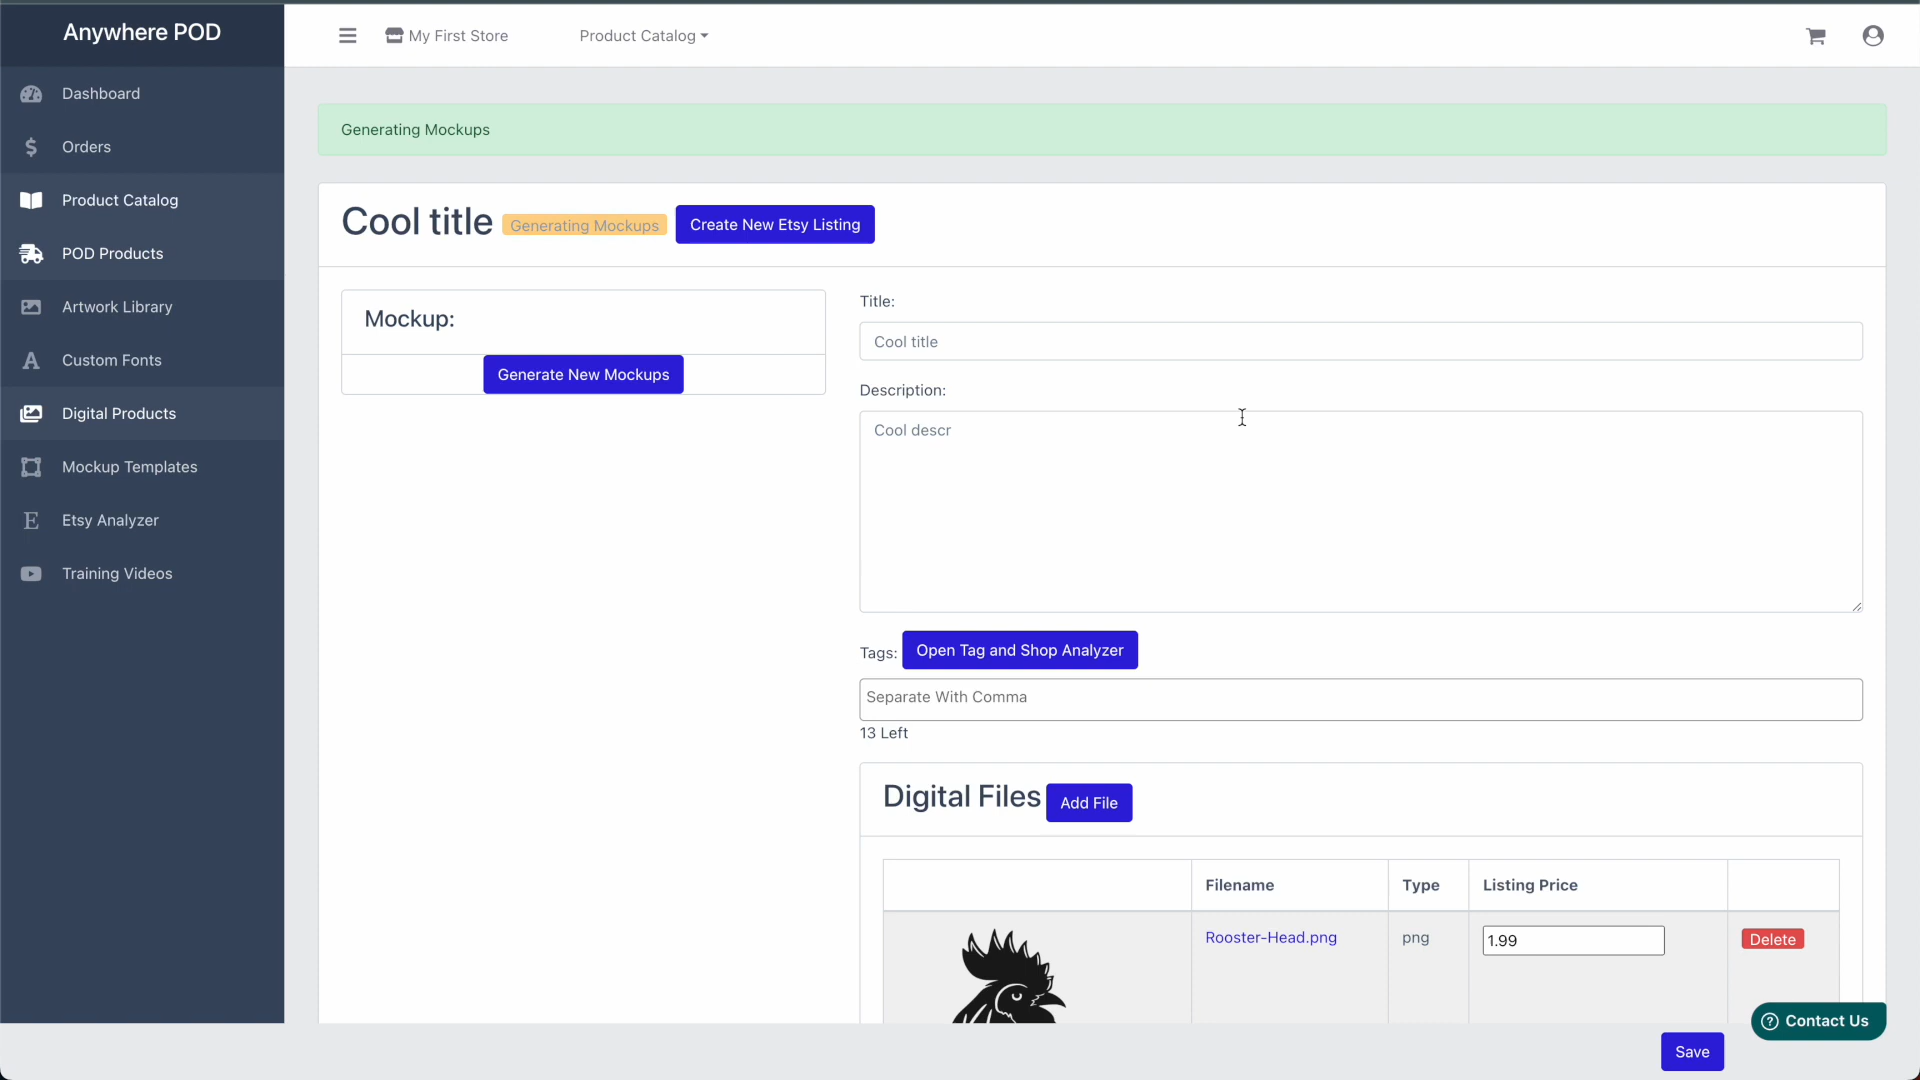 Anywhere POD
My First Store
Product Catalog
Dashboard
Orders
Product Catalog
POD Products
Artwork Library
Custom Fonts
Digital Products
Mockup Templates
Etsy Analyzer
Training Videos
Generating Mockups
Cool title
Generating Mockups
Create New Etsy Listing
Mockup:
Generate New Mockups
Title:
Cool title
Description:
Cool descr
Tags:
Open Tag and Shop Analyzer
Separate With Comma
13 Left
Digital Files
Add File
Filename
Type
Listing Price
Rooster-Head.png
png
1.99
Delete
Contact Us
Save